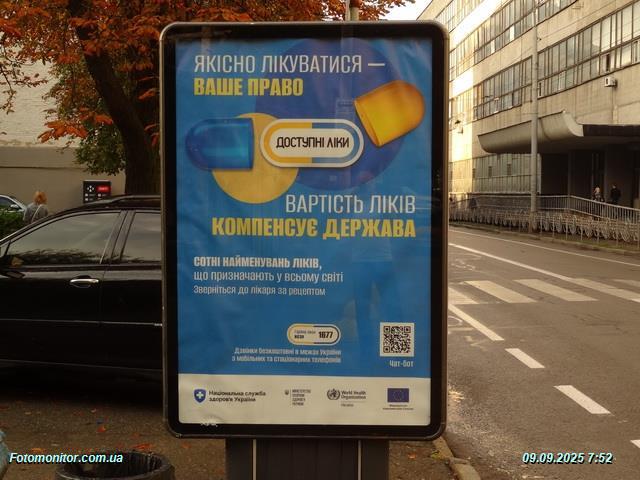 ЯКІСНО ЛІКУВАТИСЯ —
ВАШЕ ПРАВО
ДОСТУПНІ ЛІКИ
ВАРТІСТЬ ЛІКІВ
КОМПЕНСУЄ ДЕРЖАВА
СОТНІ НАЙМЕНУВАНЬ ЛІКІВ,
що призначають у всьому світі
Зверніться до лікаря за рецептом
1677
Дзвінки безкоштовні в межах України
з мобільних та стаціонарних телефонів
Чат-бот
Національна служба
здоров'я України
World Health
Organization
Fotomonitor.com.ua
09.09.2025 7:52